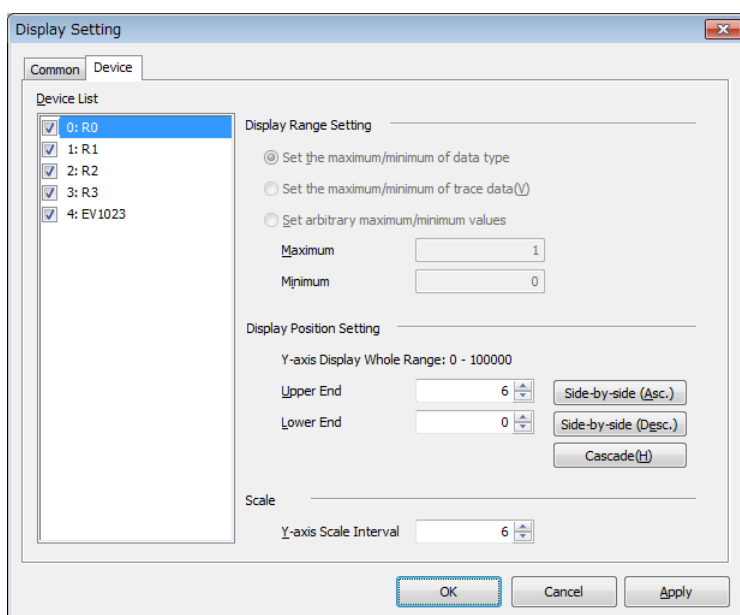 Display Setting
Common
Device
Device List
0: R0
1: R1
2: R2
3: R3
4: EV1023
Display Range Setting
Set the maximum/minimum of data type
Set the maximum/minimum of trace data(V)
Set arbitrary maximum/minimum values
Maximum 1
Minimum 0
Display Position Setting
Y-axis Display Whole Range: 0 - 100000
Upper End 6 Side-by-side (Asc.)
Lower End 0 Side-by-side (Desc.)
Cascade(H)
Scale
Y-axis Scale Interval 6
OK Cancel Apply